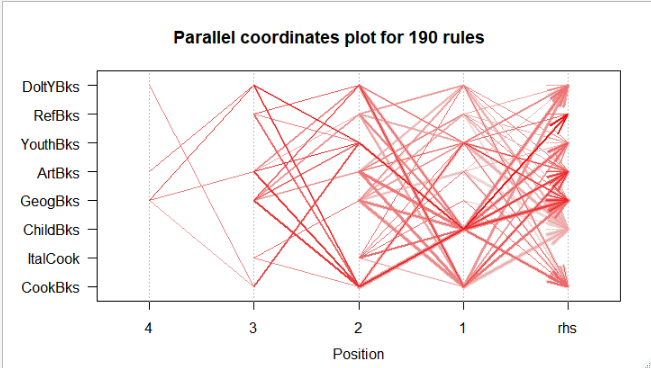 Parallel coordinates plot for 190 rules
DoItYBks
RefBks
YouthBks
ArtBks
GeogBks
ChildBks
ItalCook
CookBks
4 3 2 1 rhs
Position